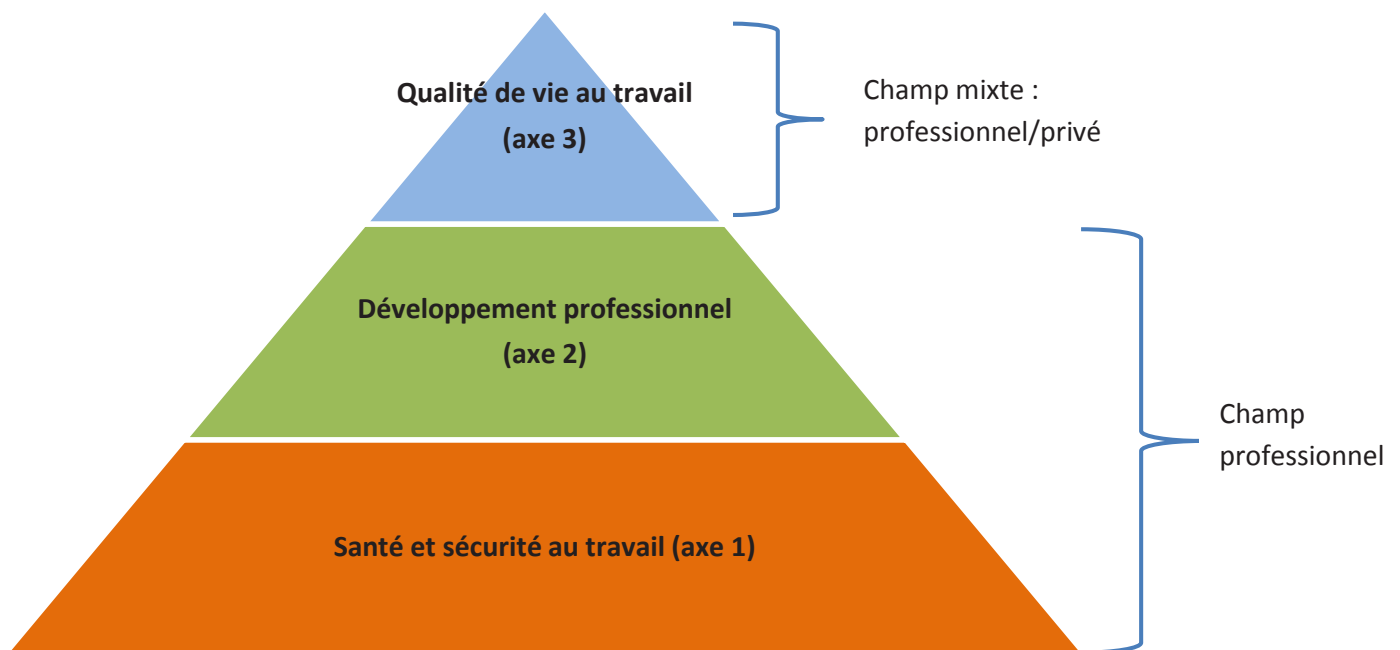 Qualité de vie au travail
(axe 3)
Champ mixte :
professionnel/privé
Développement professionnel
(axe 2)
Champ
professionnel
Santé et sécurité au travail (axe 1)